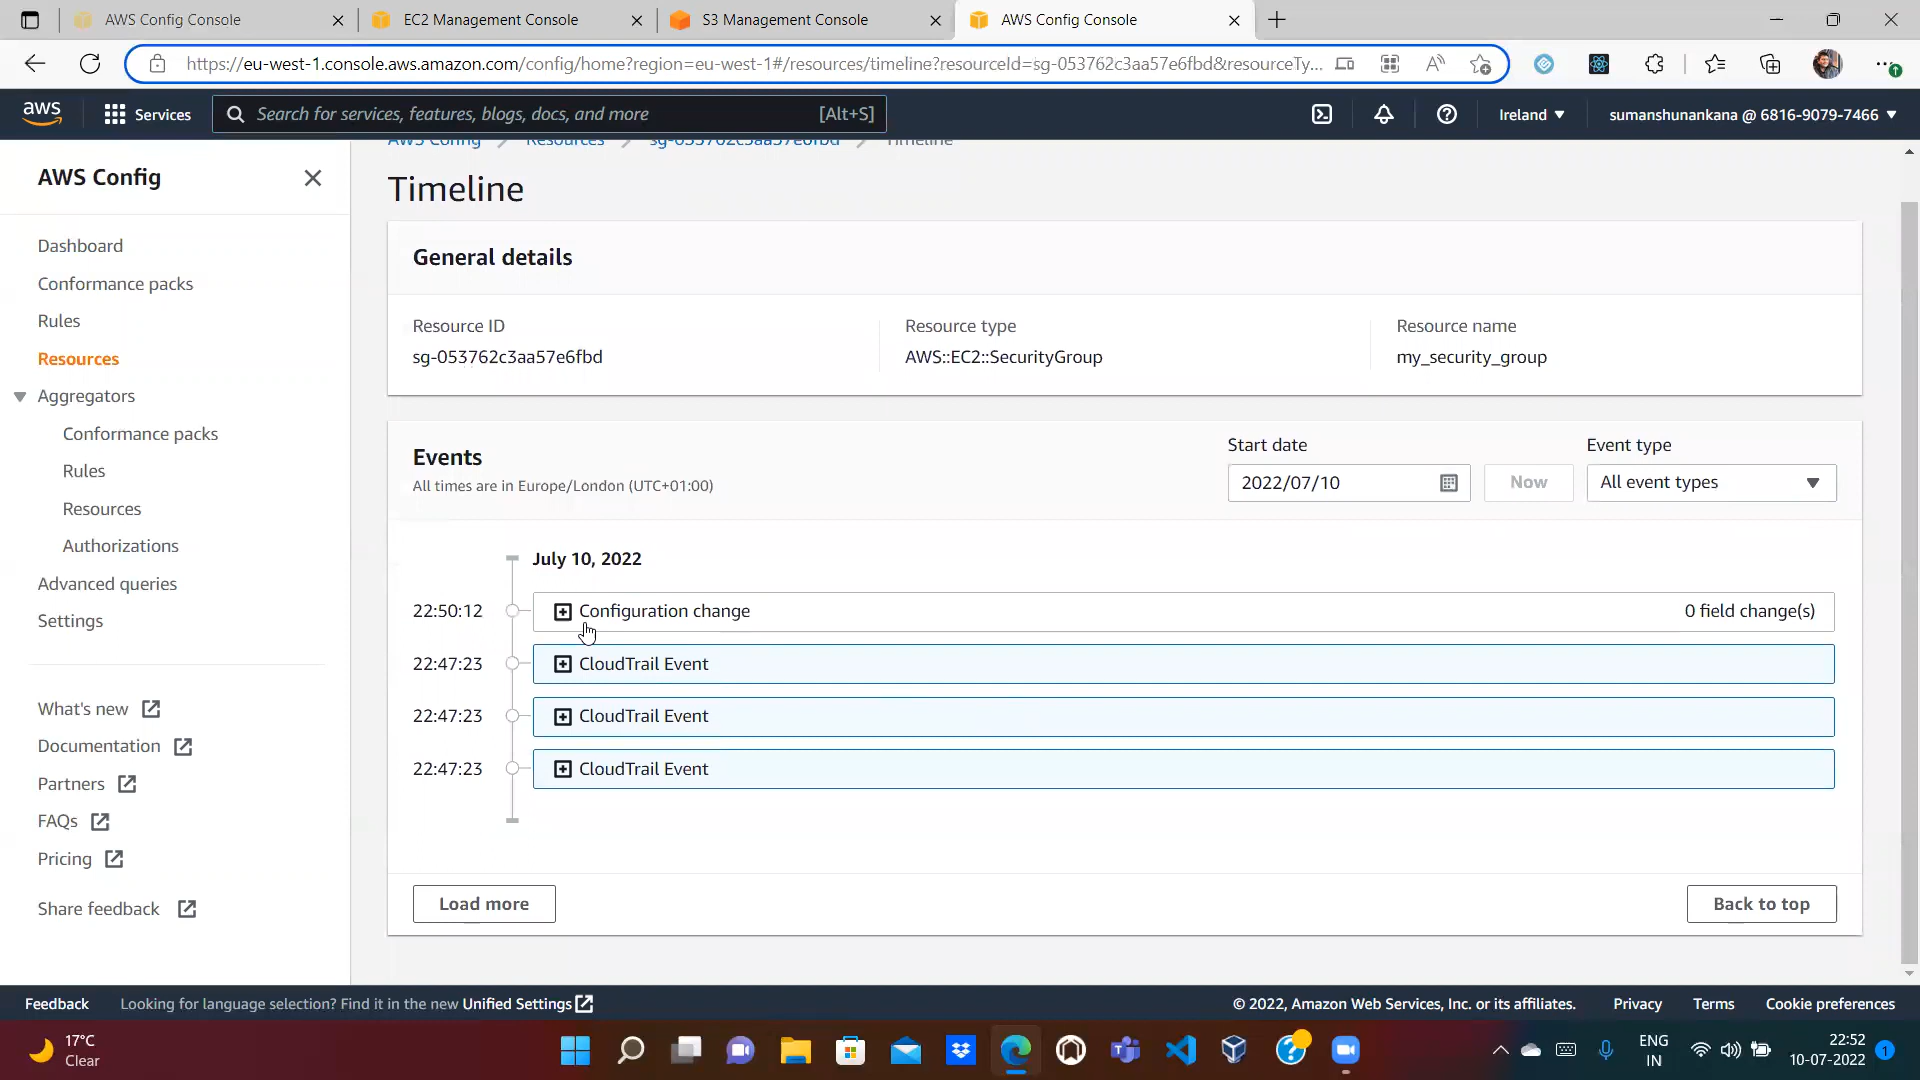 AWS Config Console
EC2 Management Console
S3 Management Console
AWS Config Console
https://eu-west-1.console.aws.amazon.com/config/home?region=eu-west-1#/resources/timeline?resourceId=sg-053762c3aa57e6fbd&resourceTy...
aws
Services
Search for services, features, blogs, docs, and more
[Alt+S]
Ireland
sumanshunankana @ 6816-9079-7466
AWS Config
Resources
sg-053762c3aa57e6fbd
Timeline
AWS Config
Dashboard
Conformance packs
Rules
Resources
Aggregators
Conformance packs
Rules
Resources
Authorizations
Advanced queries
Settings
What's new
Documentation
Partners
FAQs
Pricing
Share feedback
Timeline
General details
Resource ID
sg-053762c3aa57e6fbd
Resource type
AWS::EC2::SecurityGroup
Resource name
my_security_group
Events
All times are in Europe/London (UTC+01:00)
Start date
2022/07/10
Now
Event type
All event types
July 10, 2022
22:50:12 Configuration change 0 field change(s)
22:47:23 CloudTrail Event
22:47:23 CloudTrail Event
22:47:23 CloudTrail Event
Load more
Back to top
Feedback
Looking for language selection? Find it in the new Unified Settings
© 2022, Amazon Web Services, Inc. or its affiliates.
Privacy
Terms
Cookie preferences
17°C
Clear
ENG
IN
22:52
10-07-2022
1